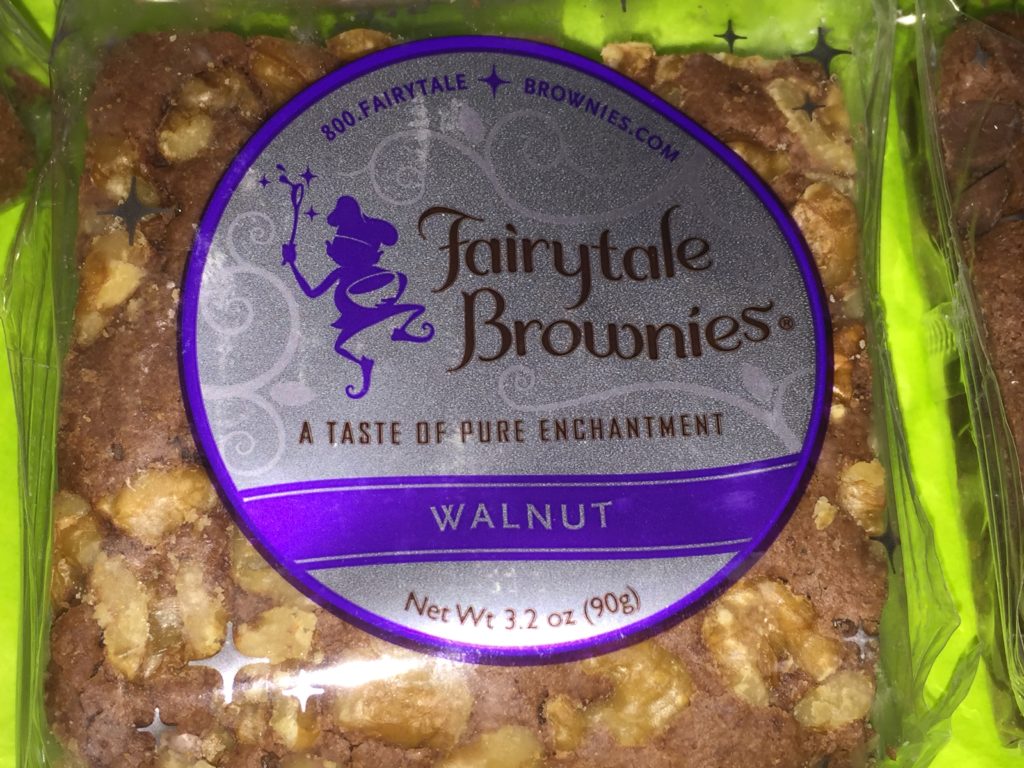 800.FAIRYTALE ✦ BROWNIES.COM
Fairytale
Brownies®
A TASTE OF PURE ENCHANTMENT
WALNUT
Net Wt 3.2 oz (90g)